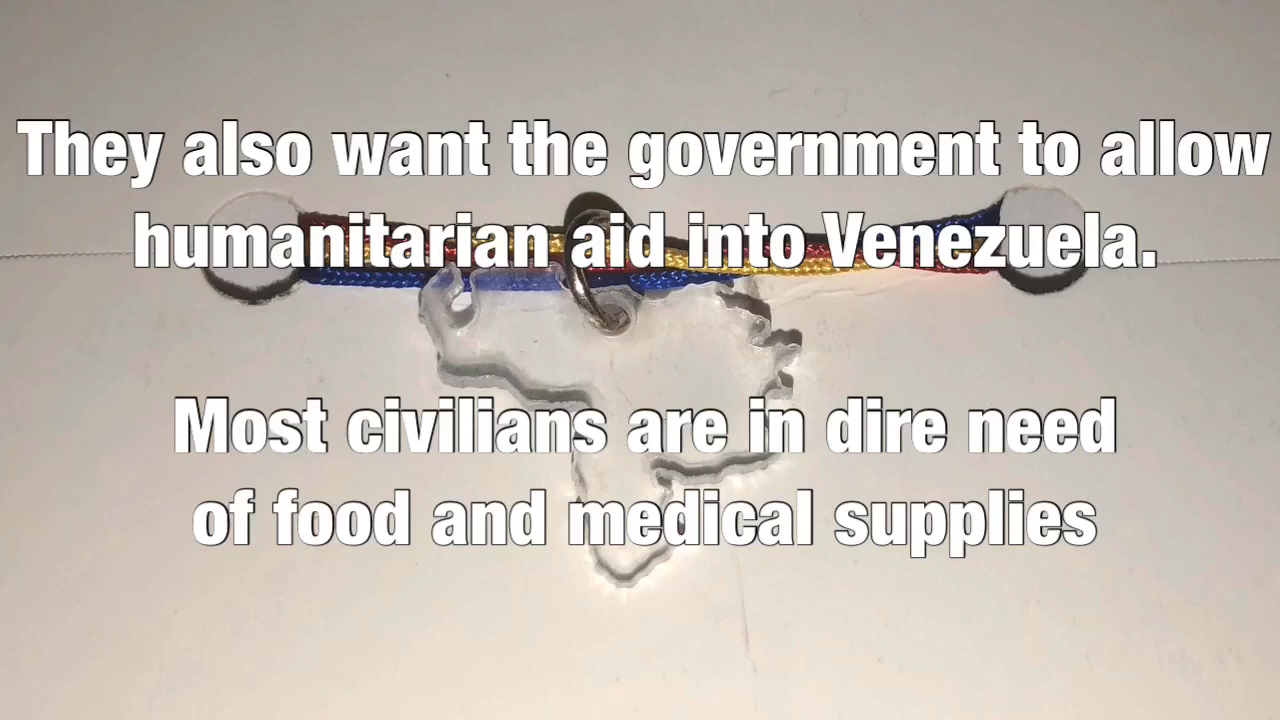 They also want the government to allow
humanitarian aid into Venezuela.
Most civilians are in dire need
of food and medical supplies